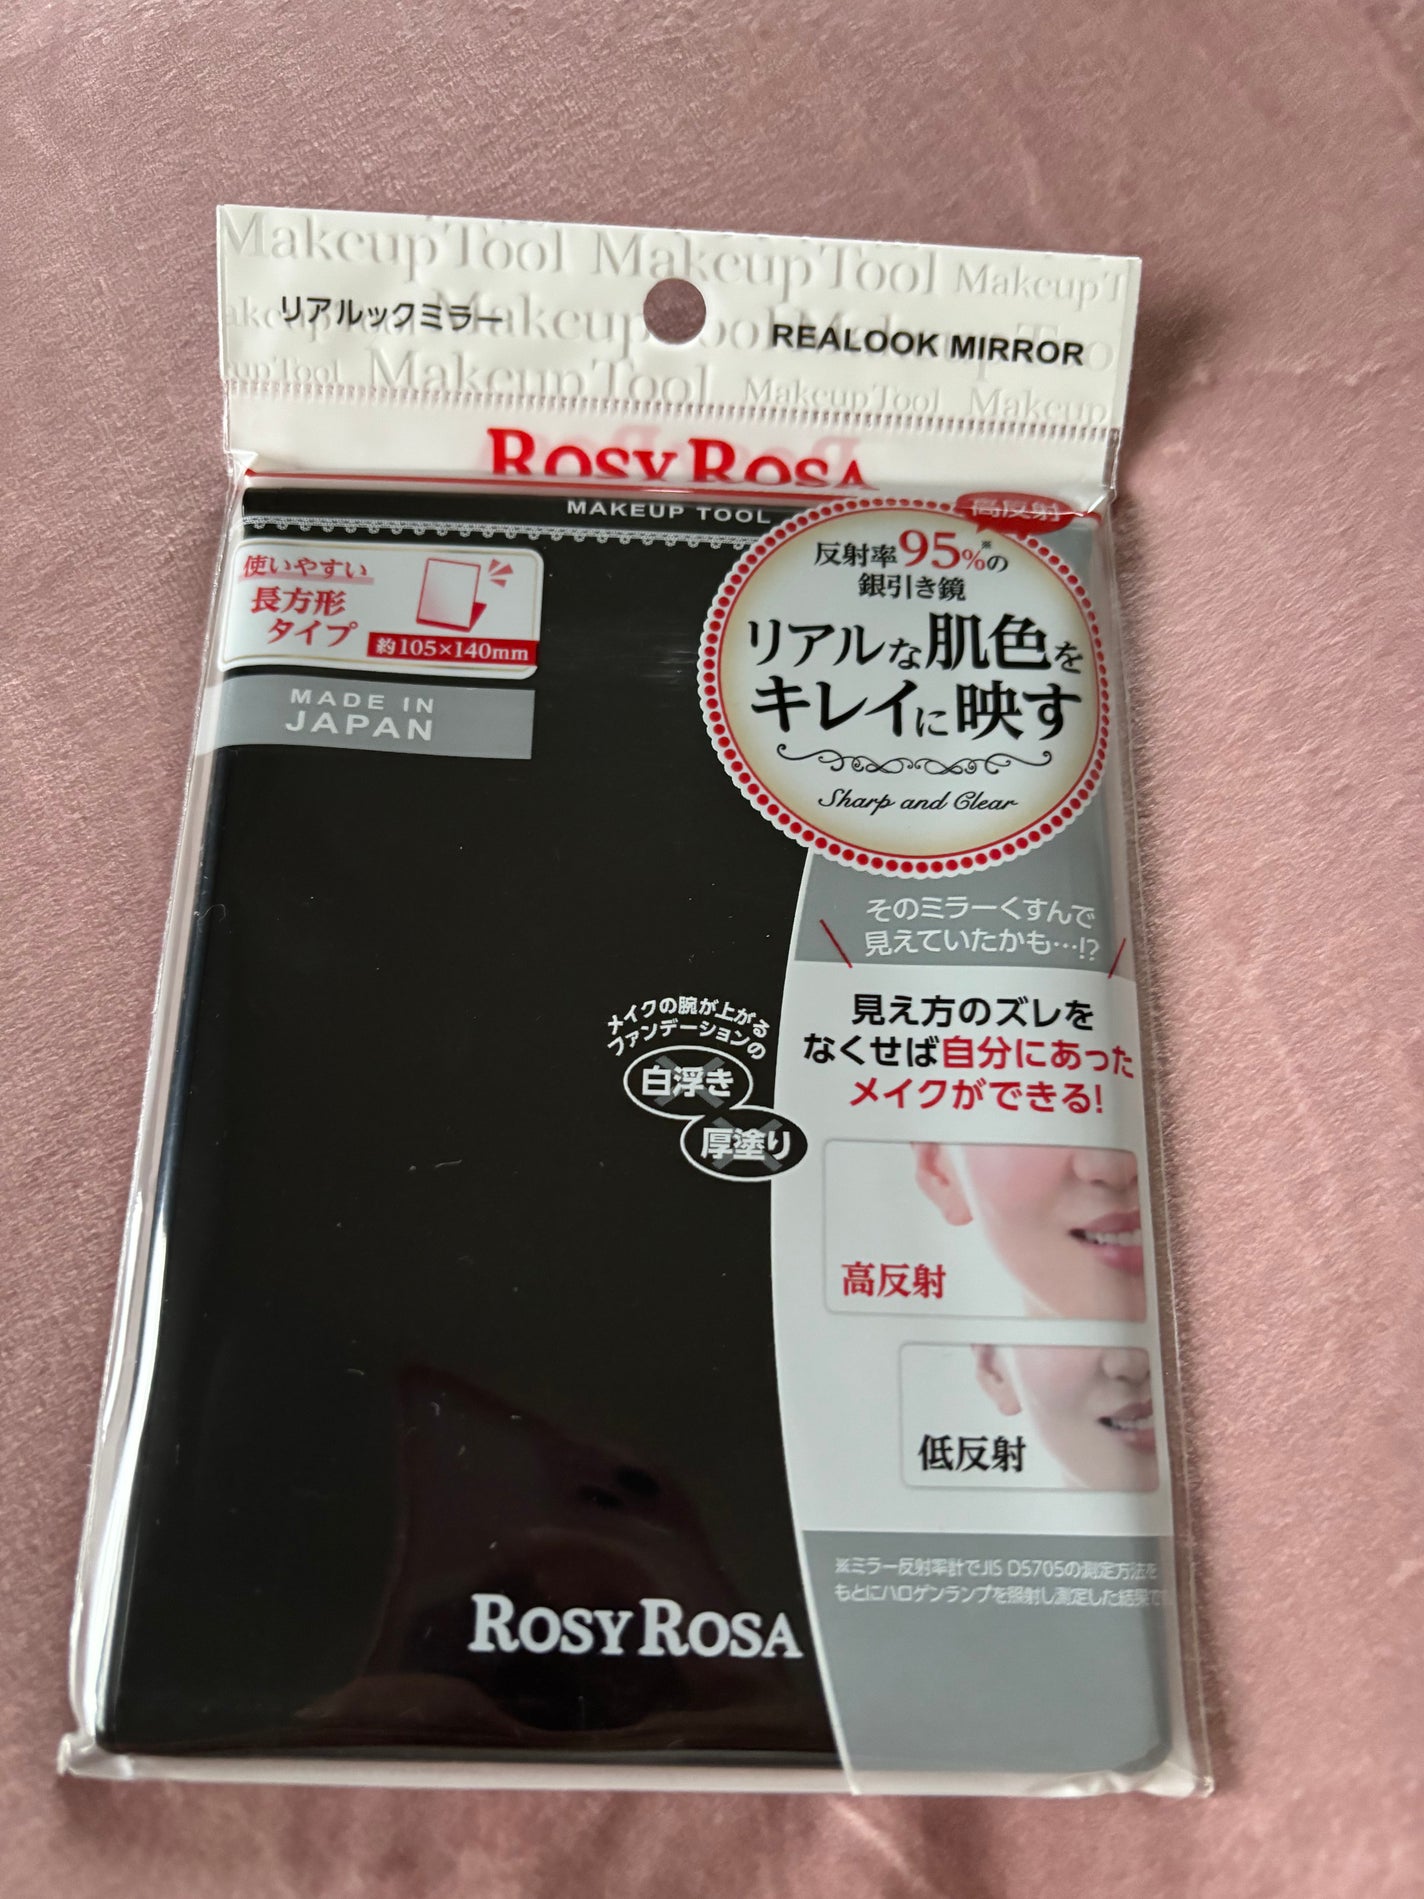 Makeup Tool Makeup Tool Makeup T
リアルックミラー
REALOOK MIRROR
Makeup Tool Makeup Tool Makeup
ROSY ROSA
MAKEUP TOOL
高反射
反射率95%※の
銀引き鏡
リアルな肌色を
キレイに映す
Sharp and Clear
使いやすい
長方形
タイプ
約105×140mm
MADE IN
JAPAN
そのミラーくすんで
見えていたかも…!?
見え方のズレを
なくせば自分にあった
メイクができる!
メイクの腕が上がる
ファンデーションの
白浮き
厚塗り
高反射
低反射
※ミラー反射率計でJIS D5705の測定方法を
もとにハロゲンランプを照射し測定した結果で
ROSY ROSA